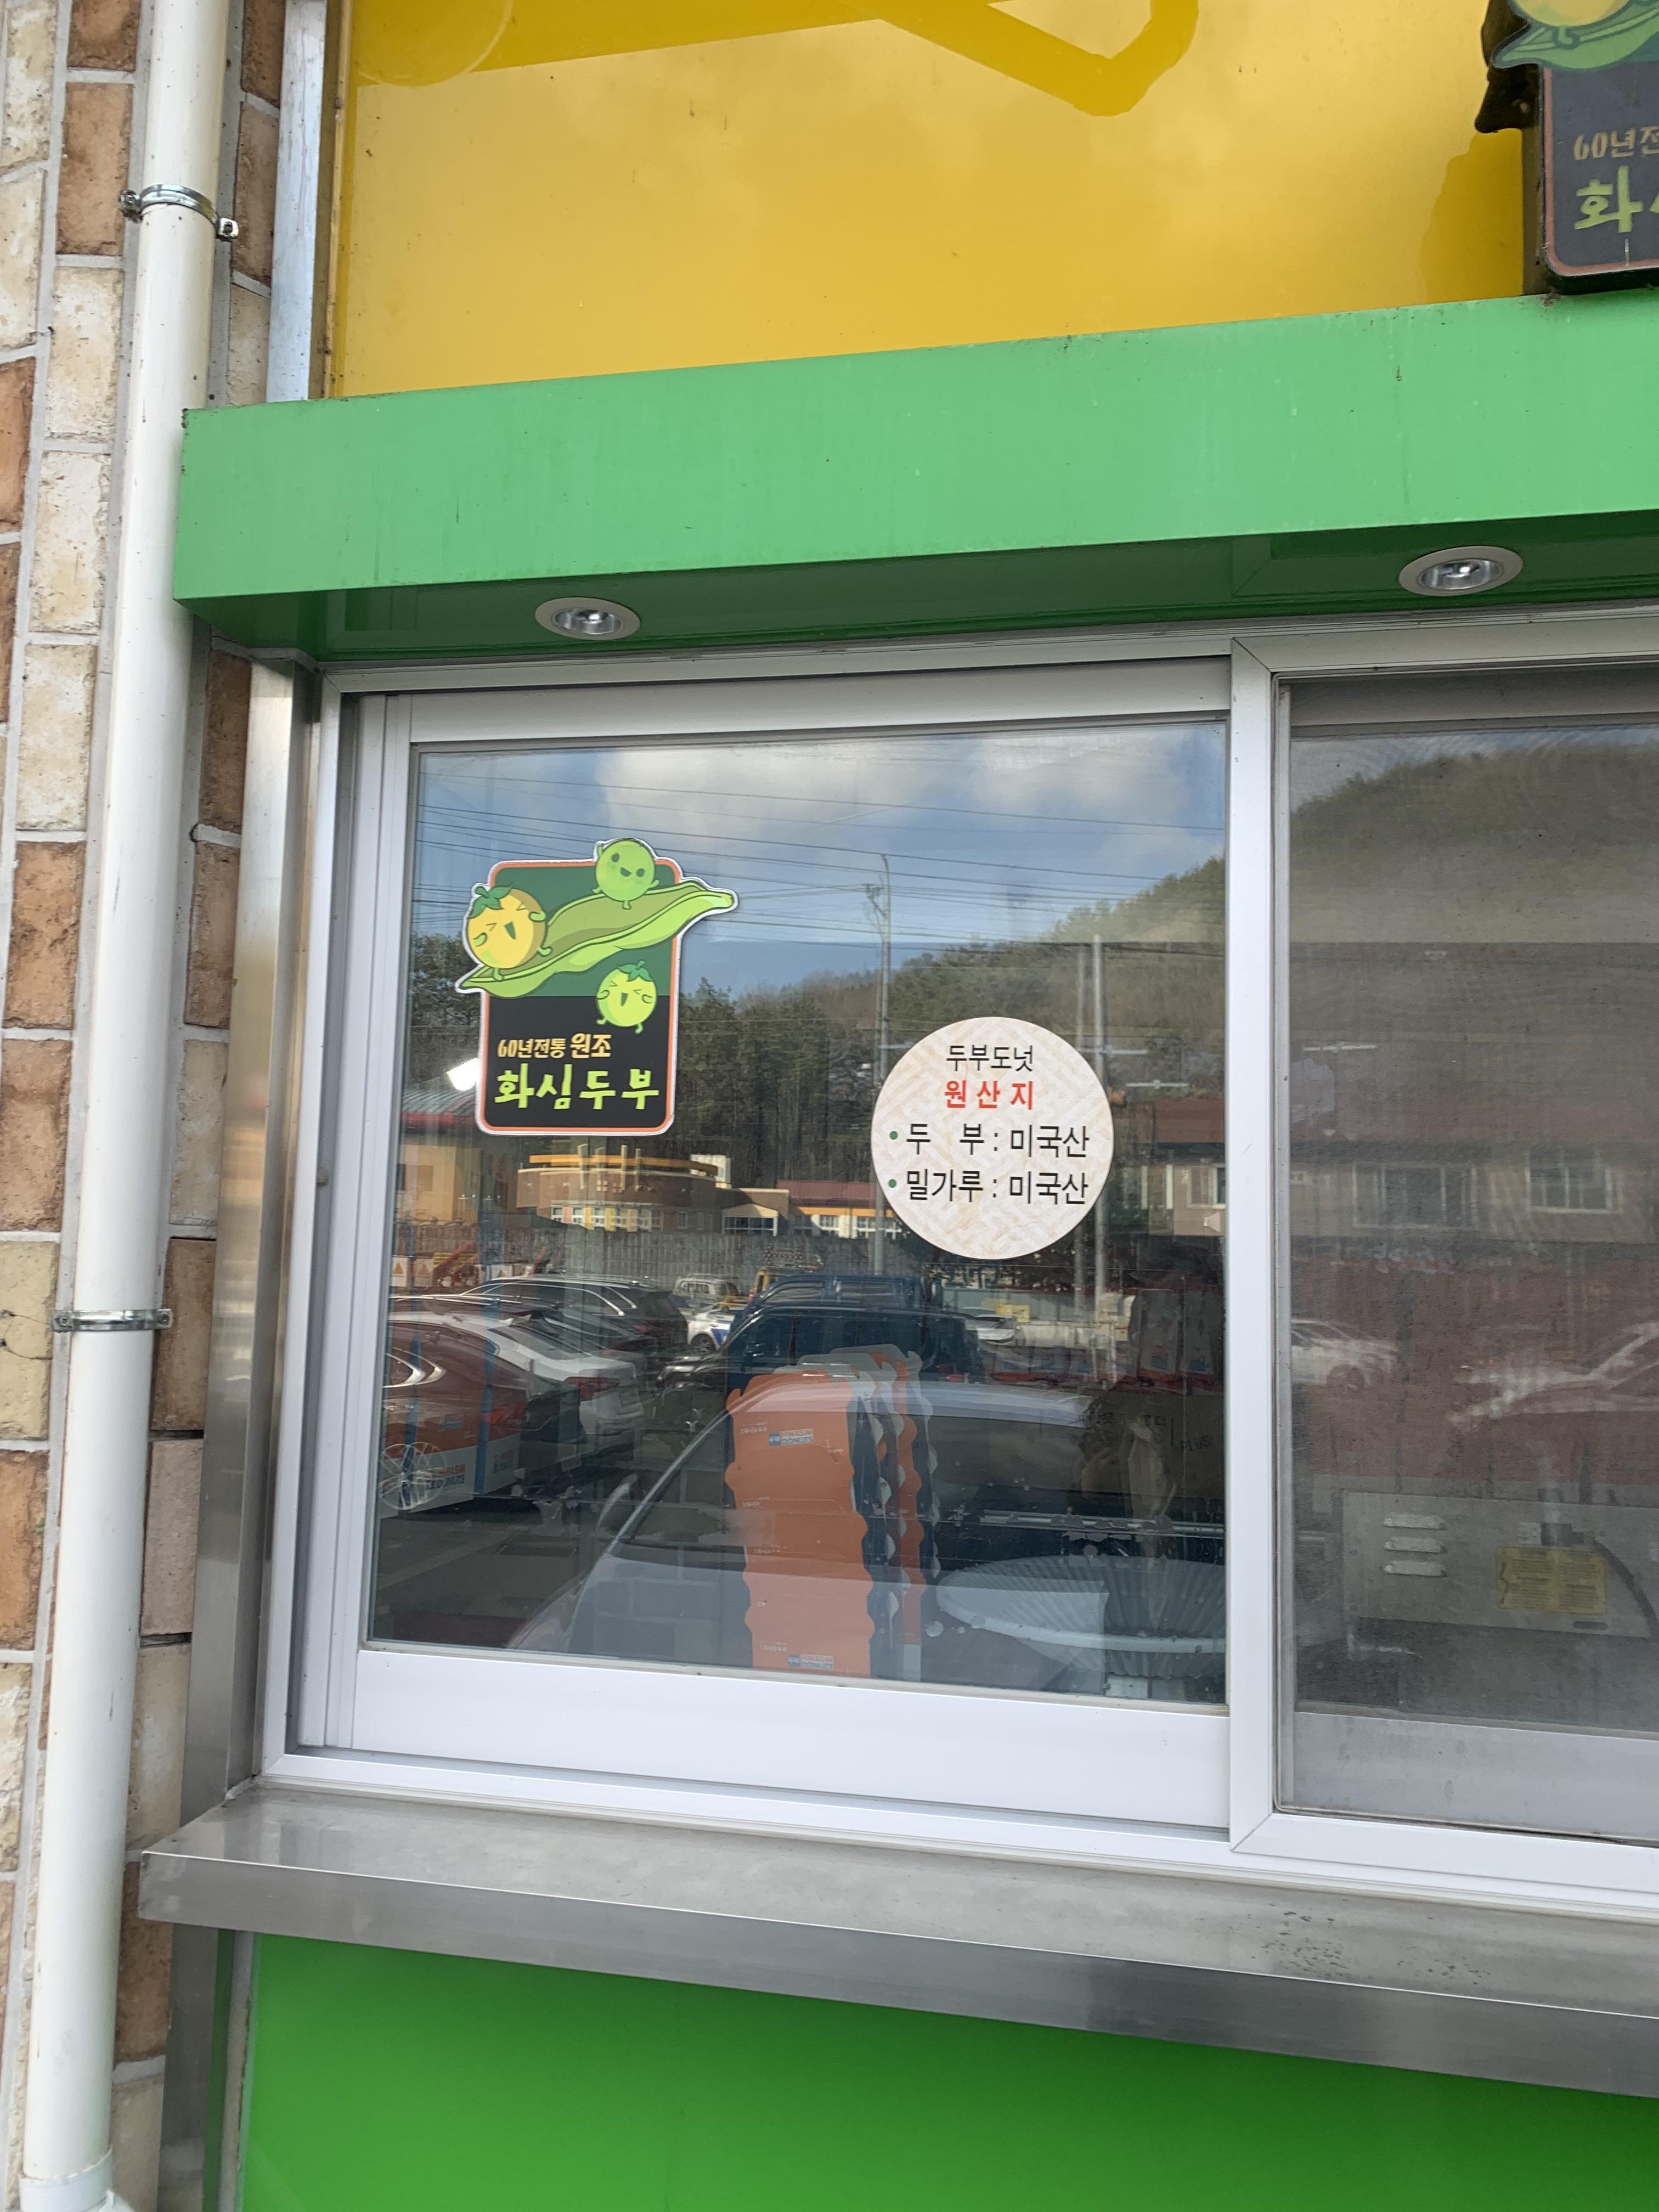 60년전
화
60년전통 원조
화심두부
두부도넛
원산지
• 두 부 : 미국산
• 밀가루 : 미국산